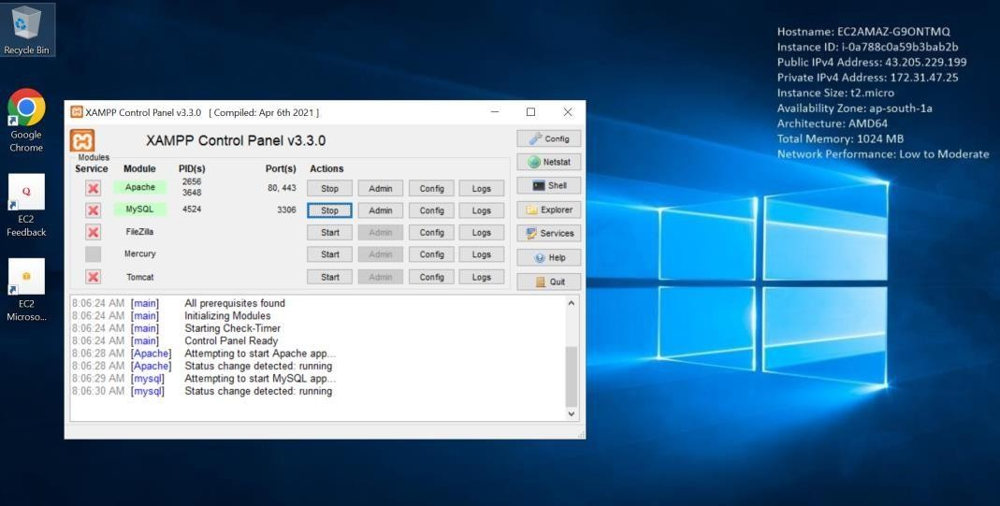 Recycle Bin
Google
Chrome
EC2
Feedback
EC2
Microso...
Hostname: EC2AMAZ-G9ONTMQ
Instance ID: i-0a788c0a59b3bab2b
Public IPv4 Address: 43.205.229.199
Private IPv4 Address: 172.31.47.25
Instance Size: t2.micro
Availability Zone: ap-south-1a
Architecture: AMD64
Total Memory: 1024 MB
Network Performance: Low to Moderate
XAMPP Control Panel v3.3.0 [ Compiled: Apr 6th 2021 ]
XAMPP Control Panel v3.3.0
Modules
Service Module PID(s) Port(s) Actions
Apache 2656 3648 80, 443 Stop Admin Config Logs
MySQL 4524 3306 Stop Admin Config Logs
FileZilla Start Admin Config Logs
Mercury Start Admin Config Logs
Tomcat Start Admin Config Logs
Config
Netstat
Shell
Explorer
Services
Help
Quit
8:06:24 AM [main] All prerequisites found
8:06:24 AM [main] Initializing Modules
8:06:24 AM [main] Starting Check-Timer
8:06:24 AM [main] Control Panel Ready
8:06:28 AM [Apache] Attempting to start Apache app...
8:06:28 AM [Apache] Status change detected: running
8:06:29 AM [mysql] Attempting to start MySQL app...
8:06:30 AM [mysql] Status change detected: running